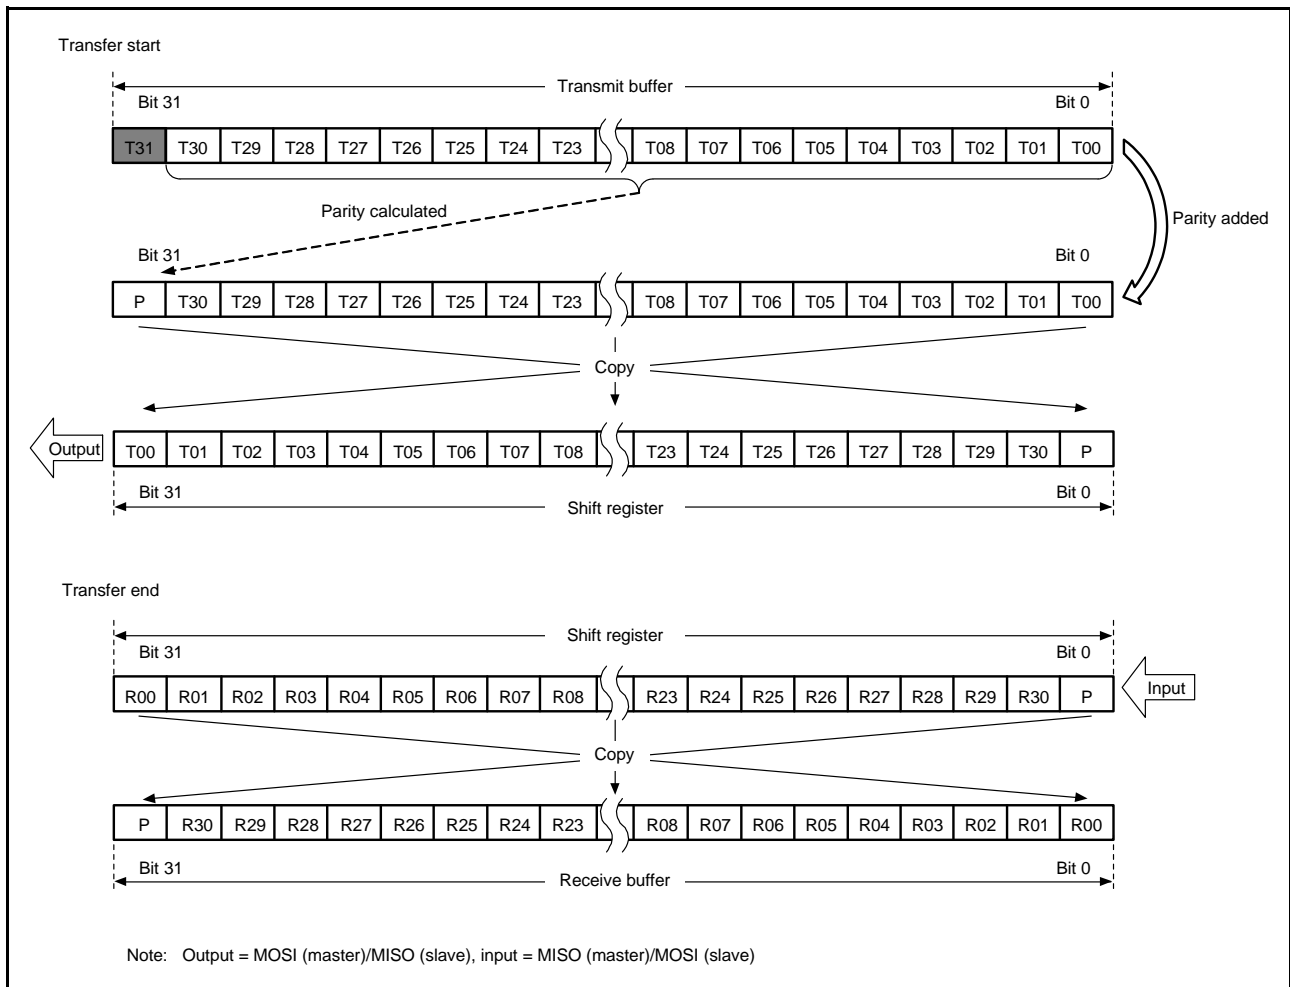 Transfer start
Transmit buffer
Bit 31 Bit 0
T31 T30 T29 T28 T27 T26 T25 T24 T23 T08 T07 T06 T05 T04 T03 T02 T01 T00
Parity calculated
Parity added
Bit 31 Bit 0
P T30 T29 T28 T27 T26 T25 T24 T23 T08 T07 T06 T05 T04 T03 T02 T01 T00
Copy
Output
T00 T01 T02 T03 T04 T05 T06 T07 T08 T23 T24 T25 T26 T27 T28 T29 T30 P
Bit 31 Bit 0
Shift register
Transfer end
Shift register
Bit 31 Bit 0
R00 R01 R02 R03 R04 R05 R06 R07 R08 R23 R24 R25 R26 R27 R28 R29 R30 P
Input
Copy
P R30 R29 R28 R27 R26 R25 R24 R23 R08 R07 R06 R05 R04 R03 R02 R01 R00
Bit 31 Bit 0
Receive buffer
Note: Output = MOSI (master)/MISO (slave), input = MISO (master)/MOSI (slave)